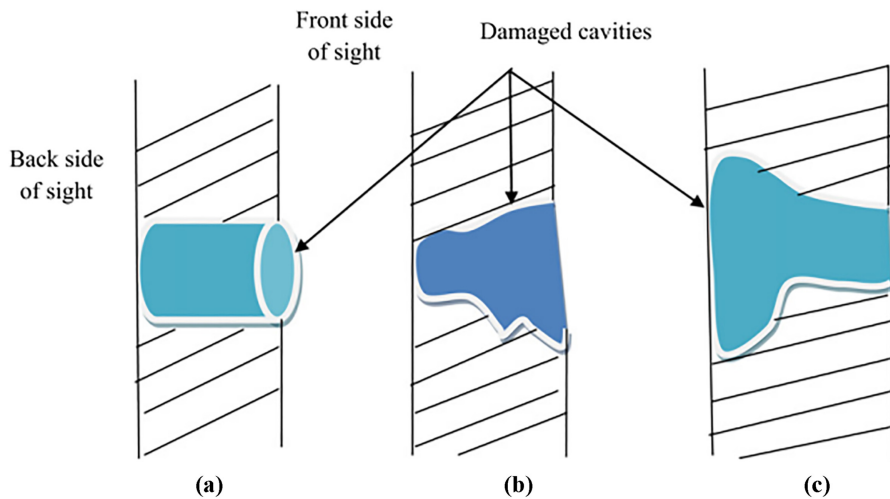 Front side
of sight
Damaged cavities
Back side
of sight
(a)
(b)
(c)